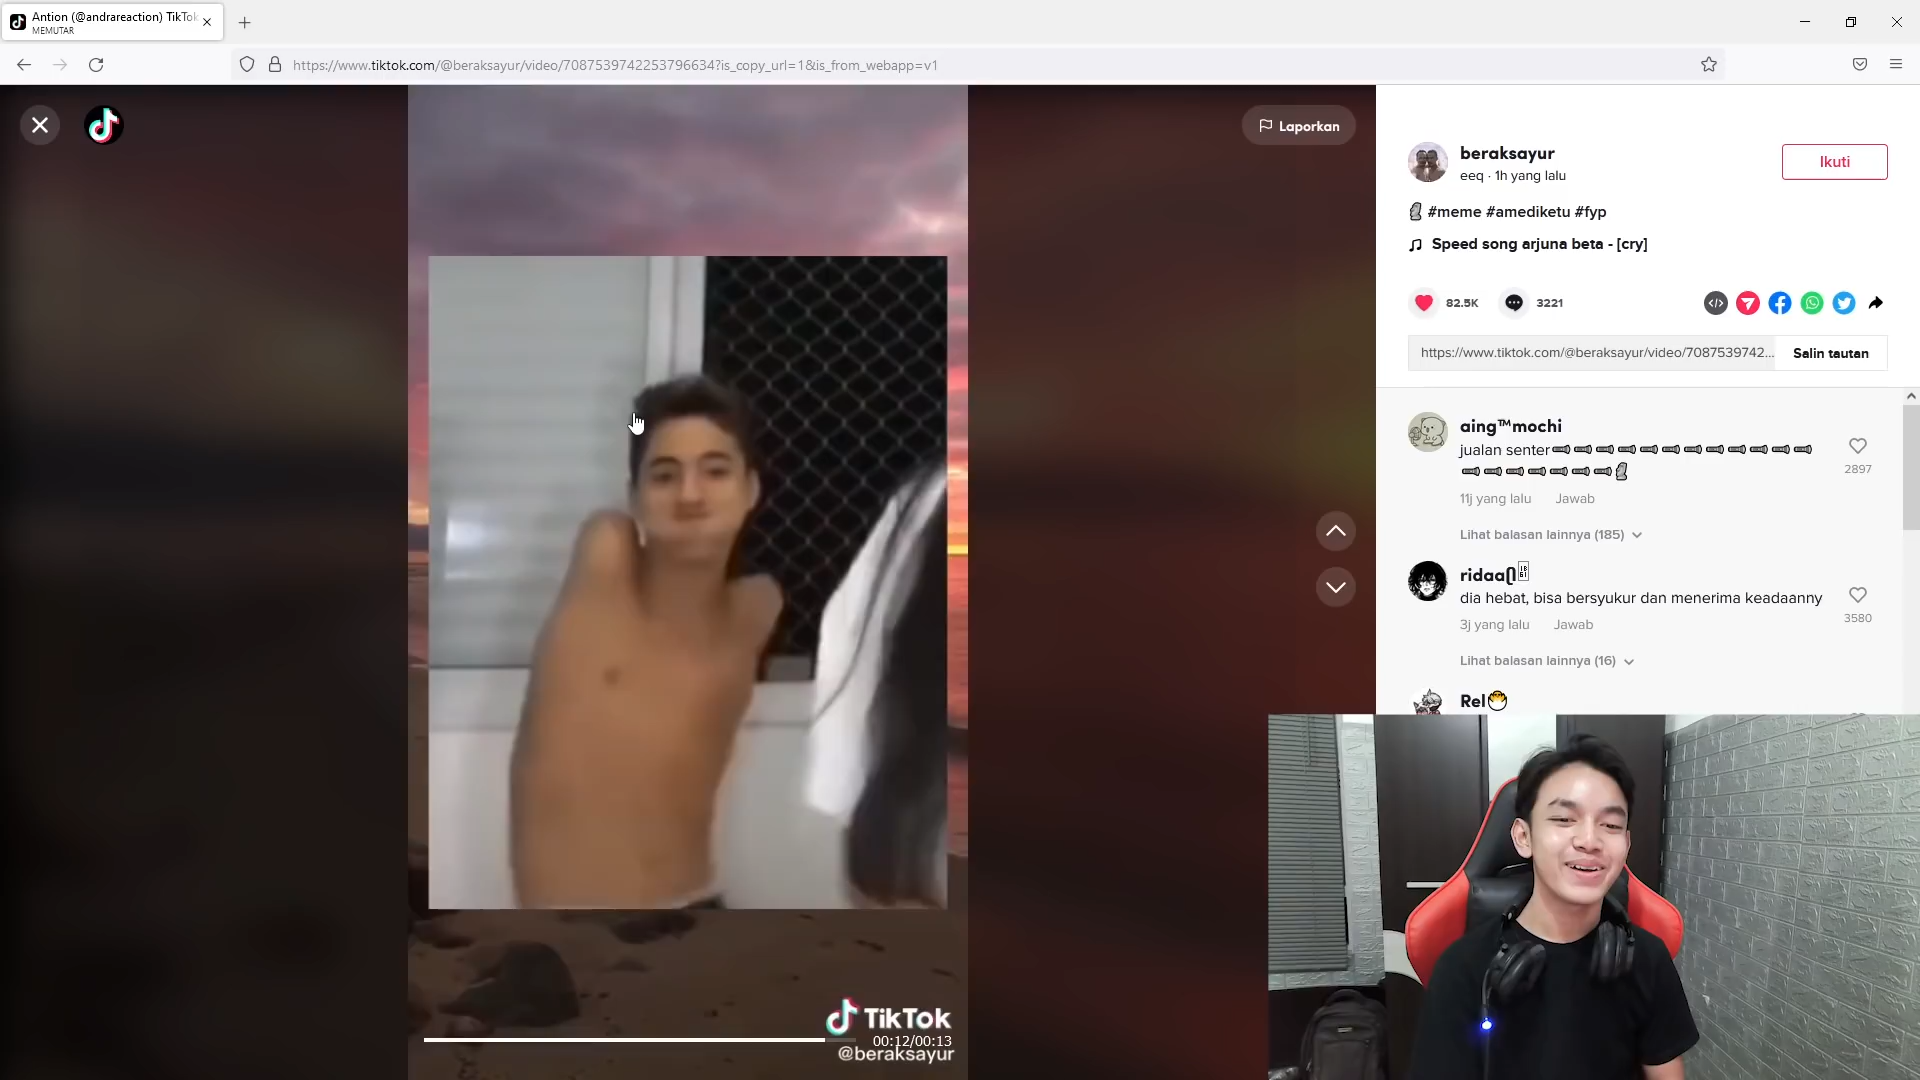 Antion (@andrareaction) TikTok
MEMUTAR
https://www.tiktok.com/@beraksayur/video/7087539742253796634?is_copy_url=1&is_from_webapp=v1
Laporkan
beraksayur
eeq · 1h yang lalu
Ikuti
🗿 #meme #amediketu #fyp
Speed song arjuna beta - [cry]
82.5K
3221
https://www.tiktok.com/@beraksayur/video/7087539742...
Salin tautan
aing™mochi
jualan senter🔦🔦🔦🔦🔦🔦🔦🔦🔦🔦🔦🔦
🔦🔦🔦🔦🔦🔦🔦🗿
2897
11j yang lalu Jawab
Lihat balasan lainnya (185)
ridaa
dia hebat, bisa bersyukur dan menerima keadaanny
3580
3j yang lalu Jawab
Lihat balasan lainnya (16)
Rel🐣
TikTok
00:12/00:13
@beraksayur